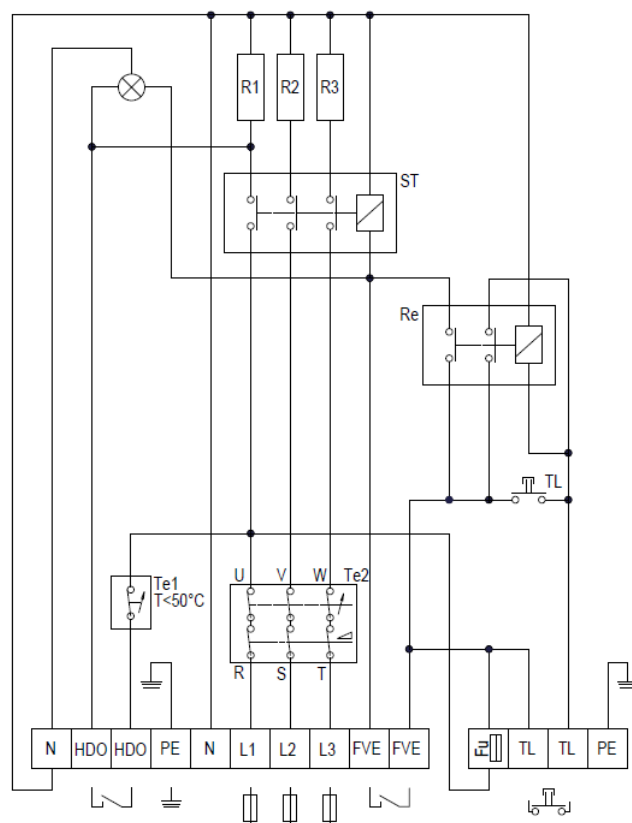 R1 R2 R3
ST
Re
TL
Te1
T<50°C
U V W Te2
R S T
N HDO HDO PE N L1 L2 L3 FVE FVE
Fu TL TL PE